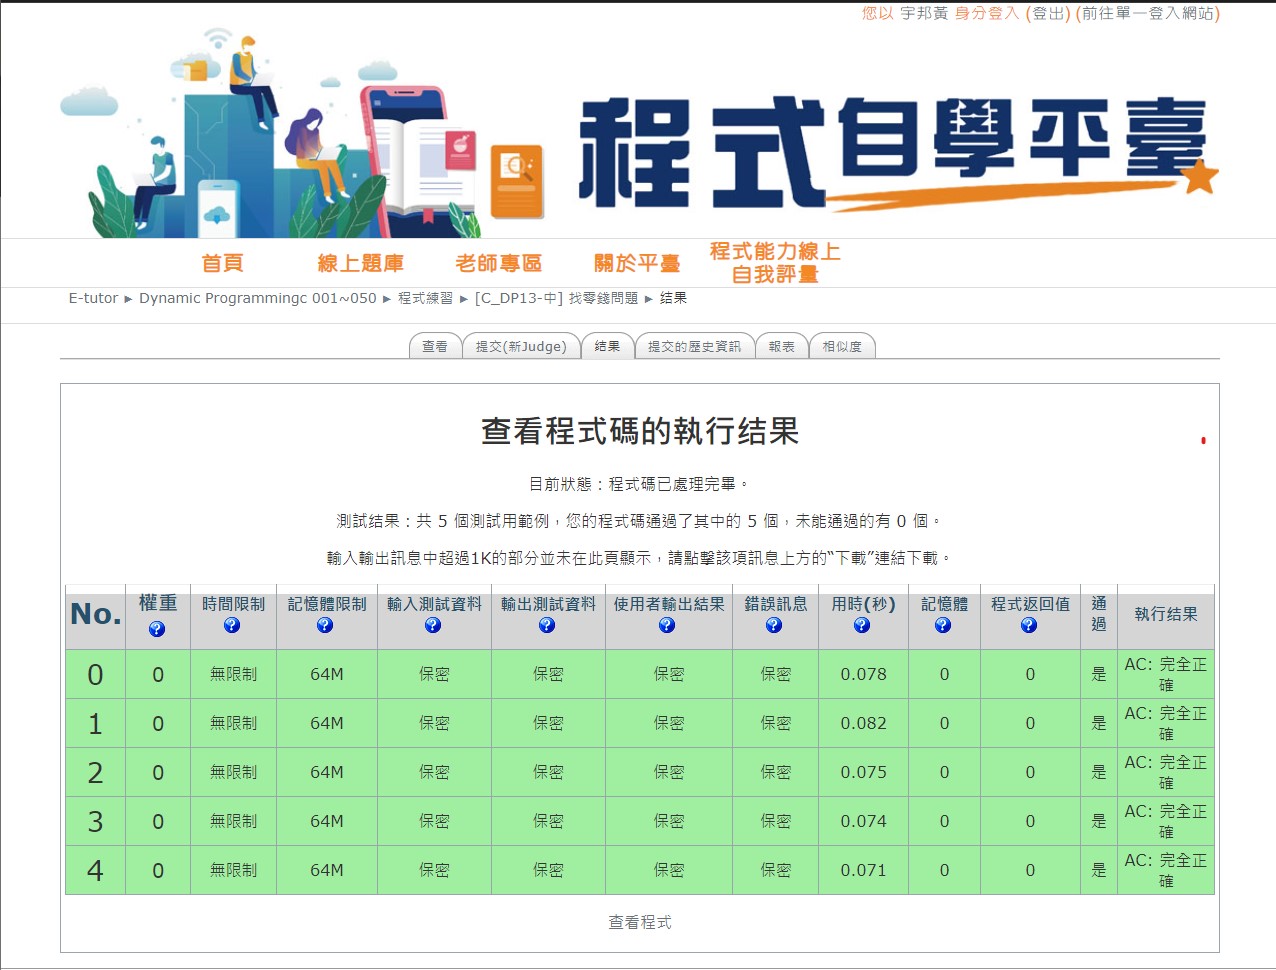 您以 宇邦黃 身分登入 (登出) (前往單一登入網站)
程式自學平臺
首頁 線上題庫 老師專區 關於平臺 程式能力線上
自我評量
E-tutor ► Dynamic Programmingc 001~050 ► 程式練習 ► [C_DP13-中] 找零錢問題 ► 結果
查看 提交(新Judge) 結果 提交的歷史資訊 報表 相似度
查看程式碼的執行结果
目前狀態：程式碼已處理完畢。
測試结果：共 5 個測試用範例，您的程式碼通過了其中的 5 個，未能通過的有 0 個。
輸入輸出訊息中超過1K的部分並未在此頁顯示，請點擊該項訊息上方的“下載”連結下載。
No. 權重 時間限制 記憶體限制 輸入測試資料 輸出測試資料 使用者輸出結果 錯誤訊息 用時(秒) 記憶體 程式返回值 通過 執行结果
0 0 無限制 64M 保密 保密 保密 保密 0.078 0 0 是 AC: 完全正確
1 0 無限制 64M 保密 保密 保密 保密 0.082 0 0 是 AC: 完全正確
2 0 無限制 64M 保密 保密 保密 保密 0.075 0 0 是 AC: 完全正確
3 0 無限制 64M 保密 保密 保密 保密 0.074 0 0 是 AC: 完全正確
4 0 無限制 64M 保密 保密 保密 保密 0.071 0 0 是 AC: 完全正確
查看程式